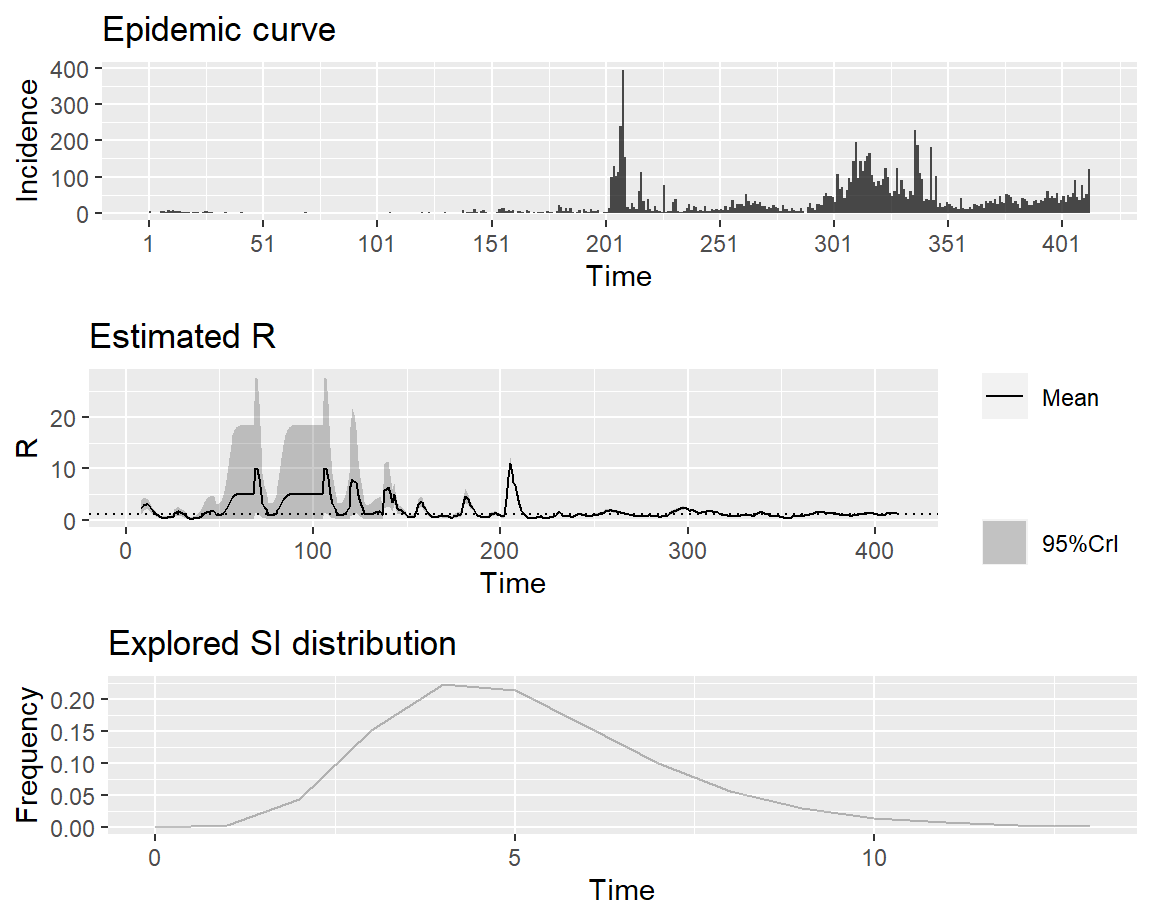 Epidemic curve
Incidence
400
300
200
100
0
1 51 101 151 201 251 301 351 401
Time
Estimated R
R
20
10
0
0 100 200 300 400
Time
Mean
95%CrI
Explored SI distribution
Frequency
0.20
0.15
0.10
0.05
0.00
0 5 10
Time